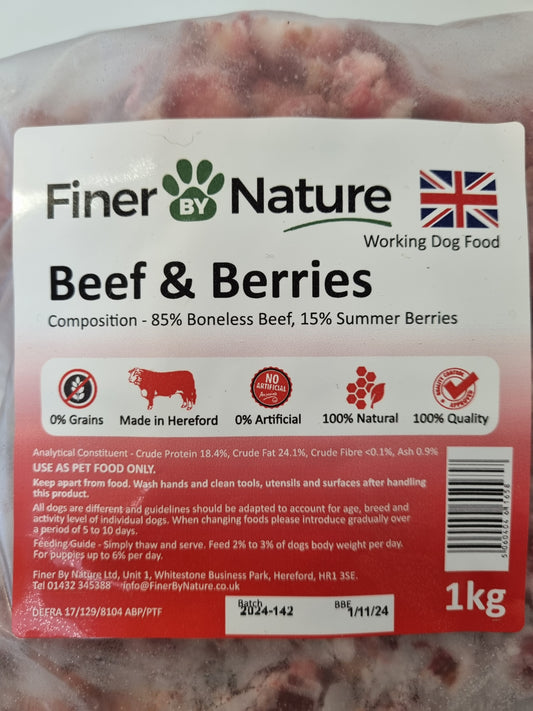 Finer BY Nature
Working Dog Food
Beef & Berries
Composition - 85% Boneless Beef, 15% Summer Berries
NO
ARTIFICIAL
QUALITY CONTROL
APPROVED
0% Grains Made in Hereford 0% Artificial 100% Natural 100% Quality
Analytical Constituent - Crude Protein 18.4%, Crude Fat 24.1%, Crude Fibre <0.1%, Ash 0.9%
USE AS PET FOOD ONLY.
Keep apart from food. Wash hands and clean tools, utensils and surfaces after handling
this product.
All dogs are different and guidelines should be adapted to account for age, breed and
activity level of individual dogs. When changing foods please introduce gradually over
a period of 5 to 10 days.
Feeding Guide - Simply thaw and serve. Feed 2% to 3% of dogs body weight per day.
For puppies up to 6% per day.
Finer By Nature Ltd, Unit 1, Whitestone Business Park, Hereford, HR1 3SE.
Tel 01432 345388 info@FinerByNature.co.uk
DEFRA 17/129/8104 ABP/PTF
Batch
2024-142
BBE
1/11/24
1kg